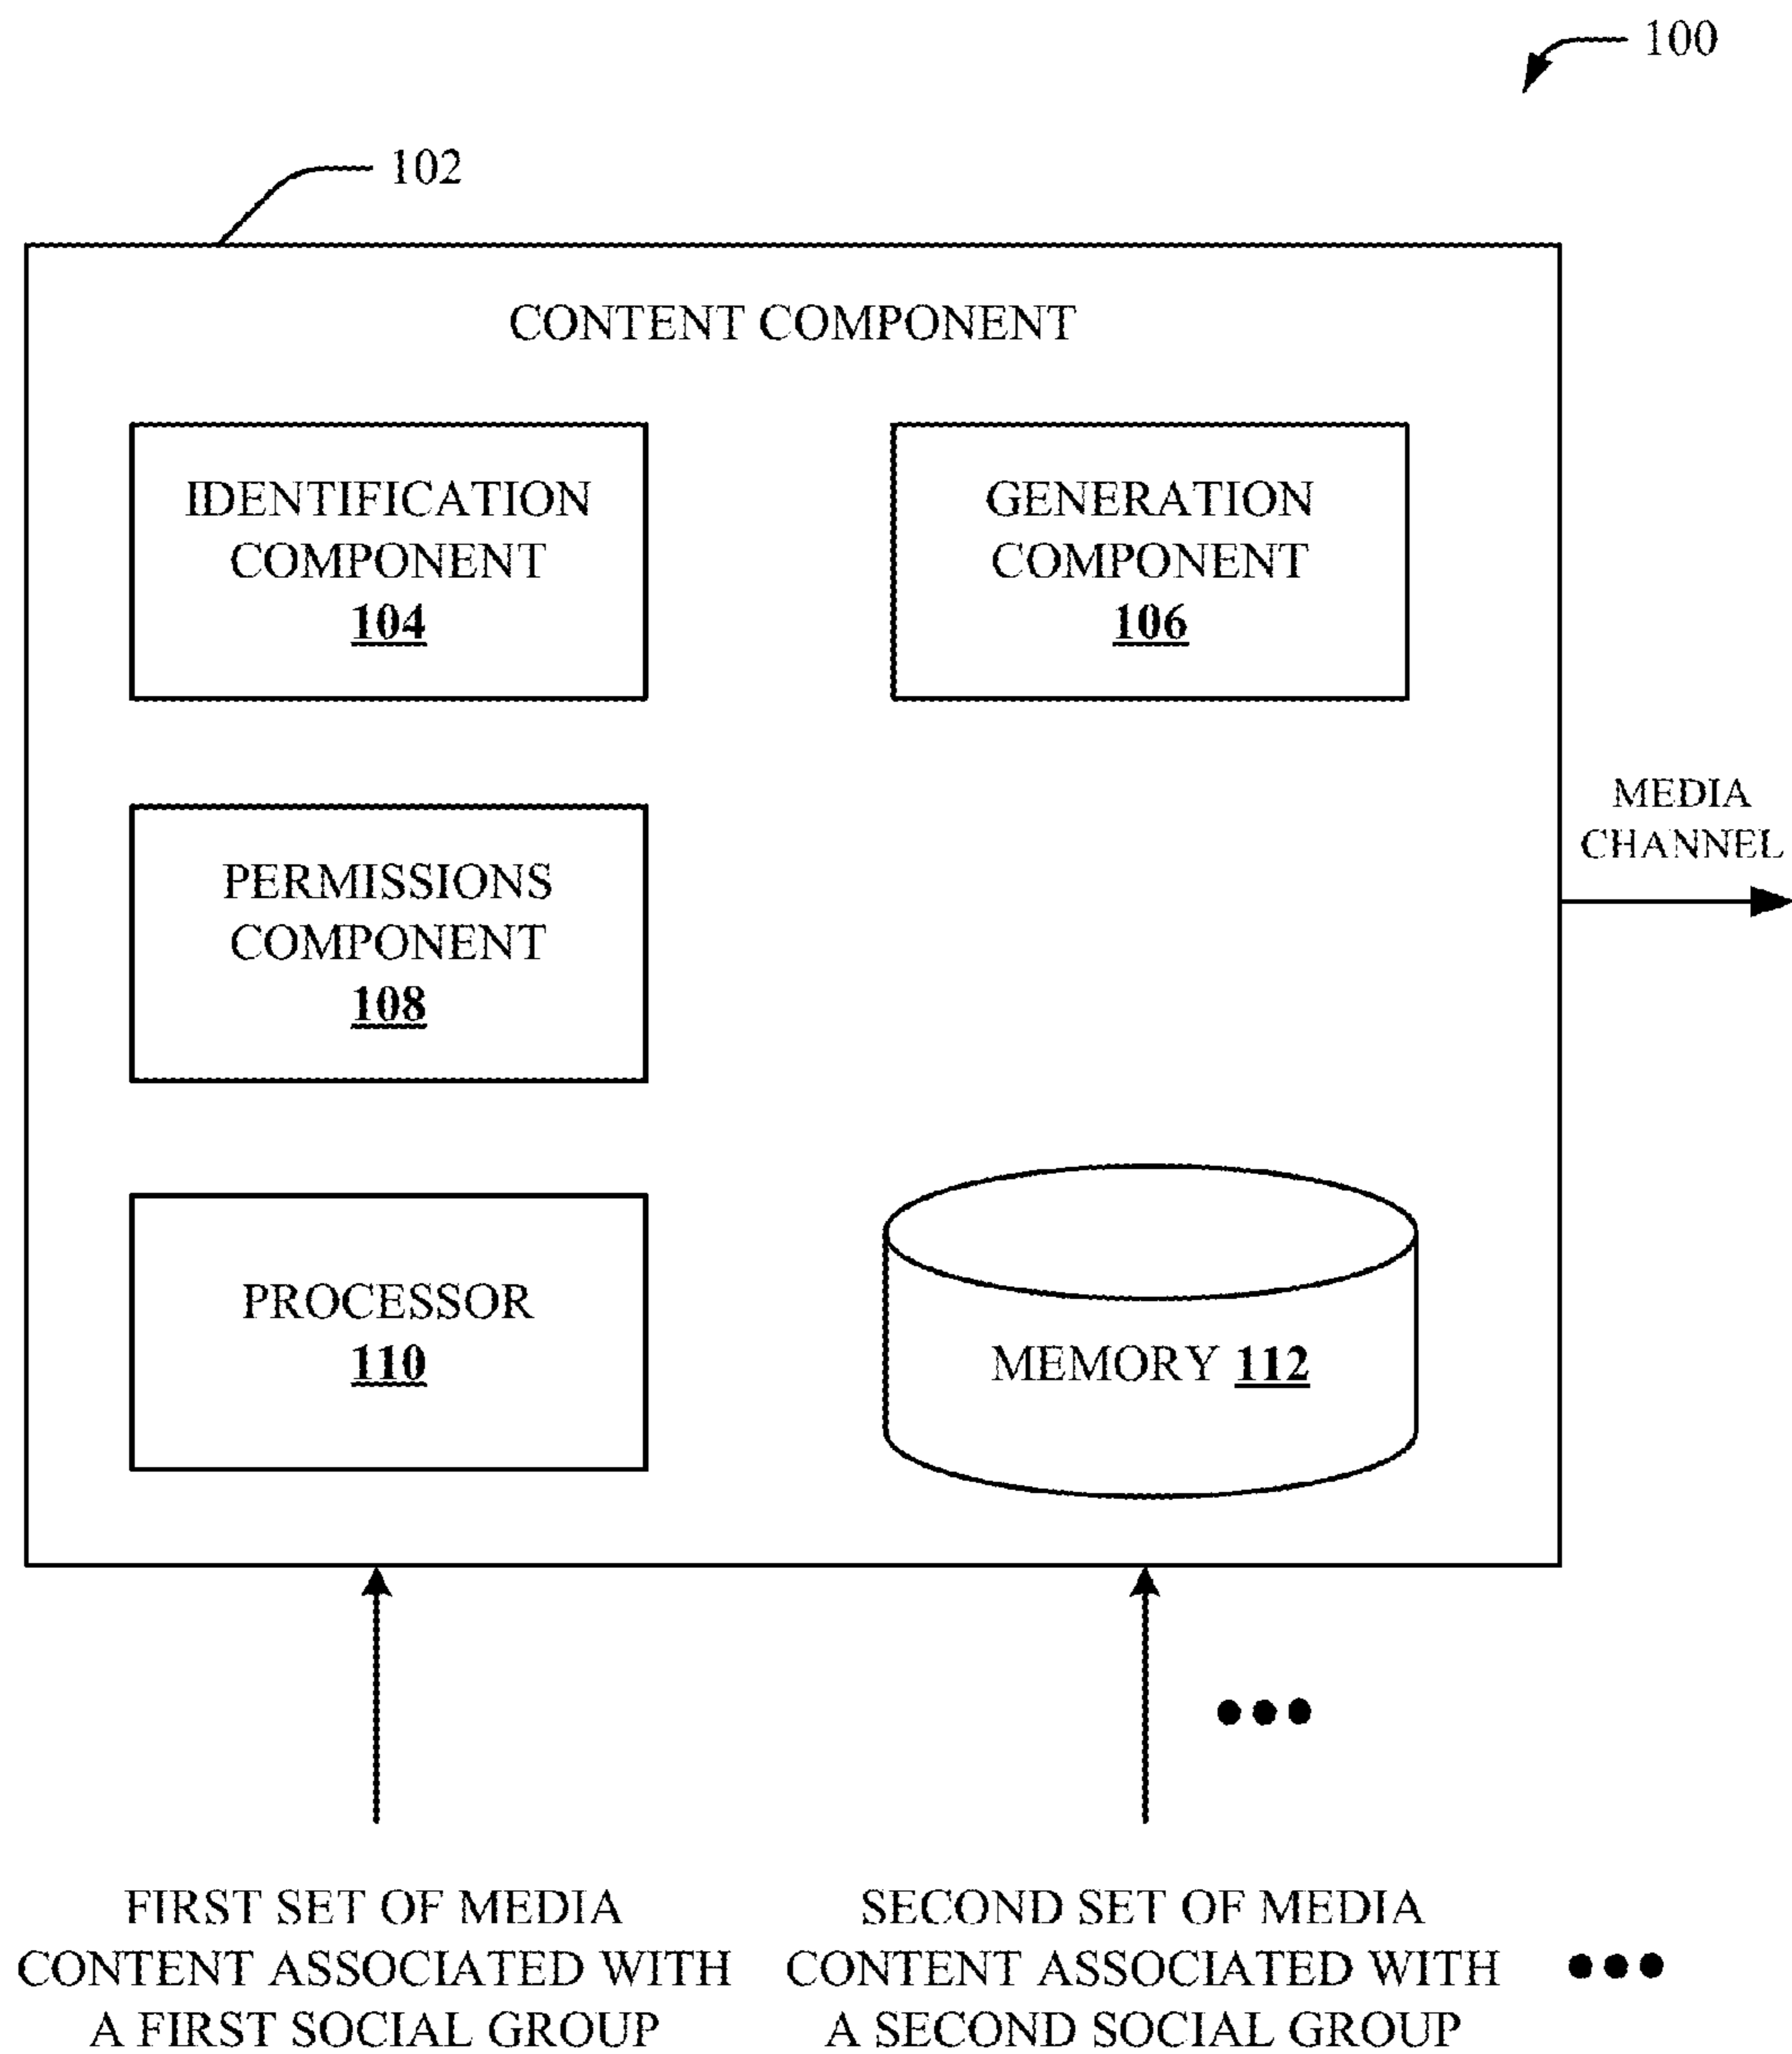 100
102
CONTENT COMPONENT
IDENTIFICATION
COMPONENT
104
GENERATION
COMPONENT
106
MEDIA
CHANNEL
PERMISSIONS
COMPONENT
108
PROCESSOR
110
MEMORY 112
FIRST SET OF MEDIA
CONTENT ASSOCIATED WITH
A FIRST SOCIAL GROUP
SECOND SET OF MEDIA
CONTENT ASSOCIATED WITH
A SECOND SOCIAL GROUP